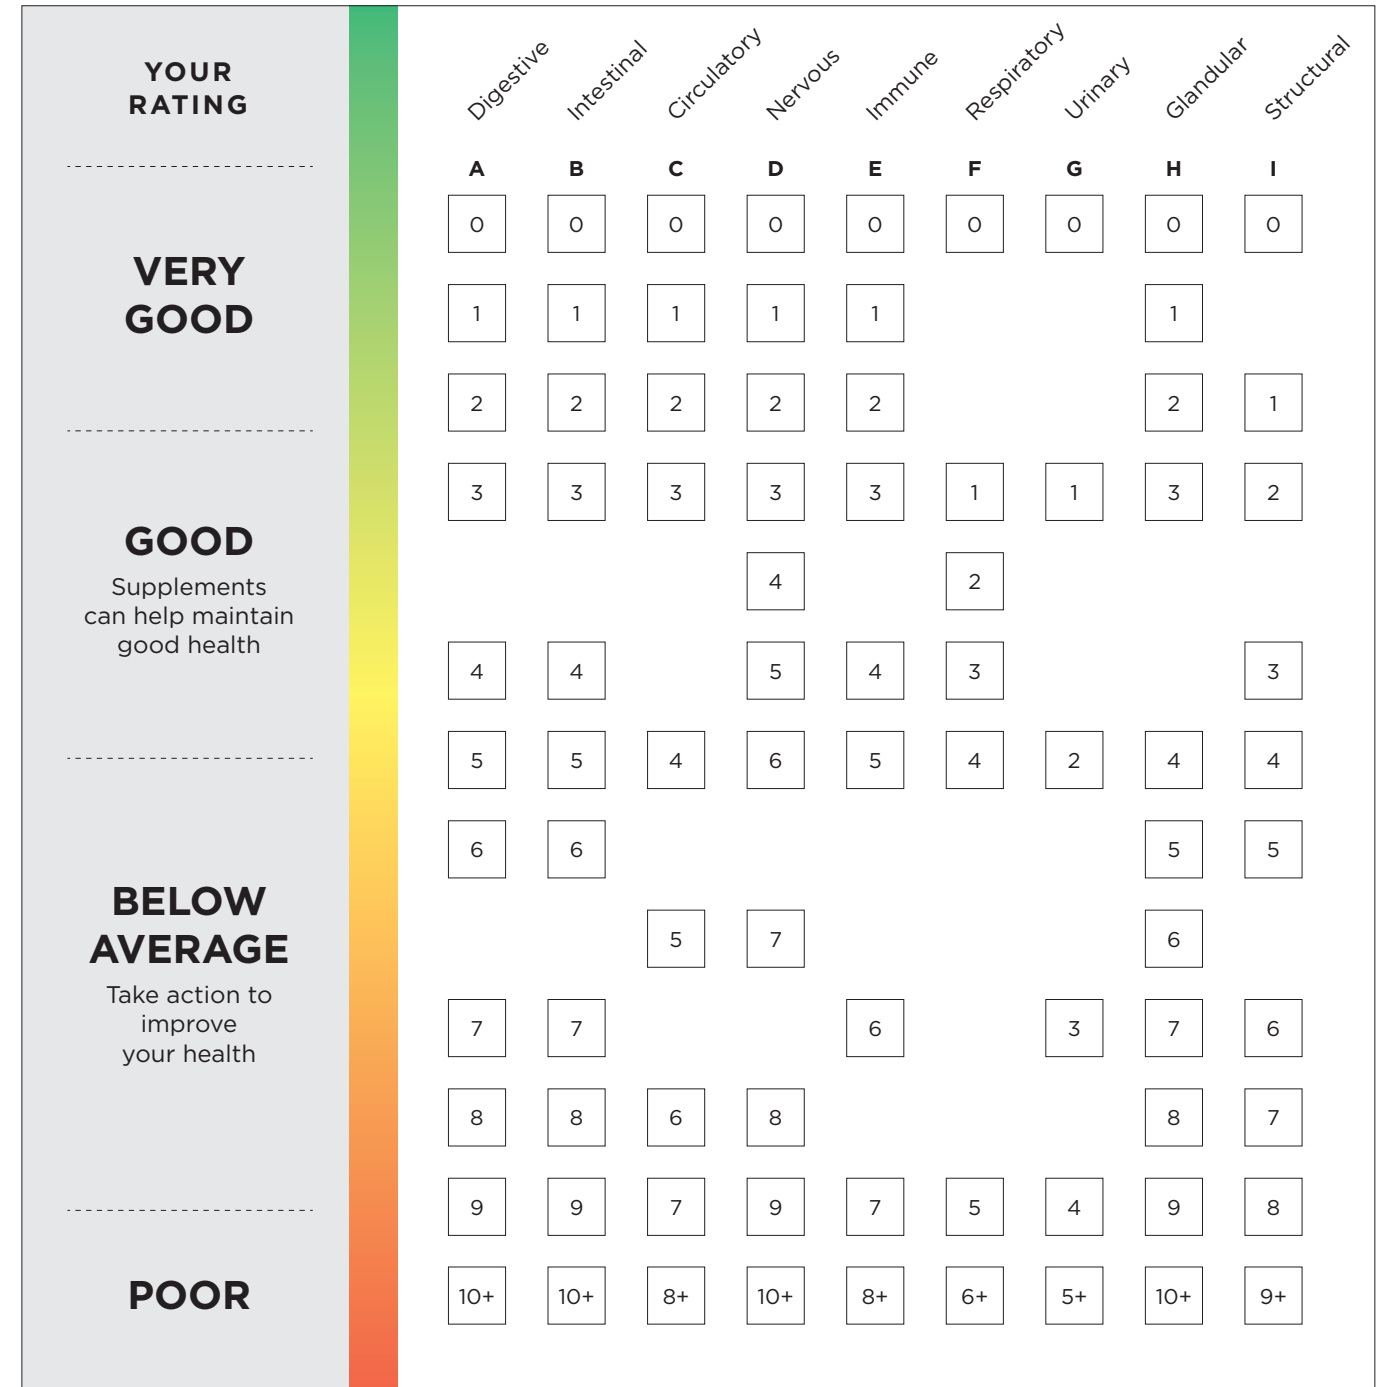 YOUR
RATING
Digestive Intestinal Circulatory Nervous Immune Respiratory Urinary Glandular Structural
A B C D E F G H I
0 0 0 0 0 0 0 0 0
VERY
GOOD
1 1 1 1 1 1
2 2 2 2 2 2 1
3 3 3 3 3 1 1 3 2
GOOD
Supplements
can help maintain
good health
4 2
4 4 5 4 3 3
5 5 4 6 5 4 2 4 4
6 6 5 5
BELOW
AVERAGE
Take action to
improve
your health
5 7 6
7 7 6 3 7 6
8 8 6 8 8 7
9 9 7 9 7 5 4 9 8
POOR
10+ 10+ 8+ 10+ 8+ 6+ 5+ 10+ 9+